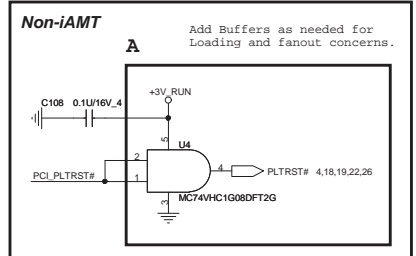 Non-iAMT
Add Buffers as needed for
Loading and fanout concerns.
A
+3V_RUN
C108 0.1U/16V_4
5
U4
2
4
PLTRST# 4,18,19,22,26
PCI_PLTRST#
1
3
MC74VHC1G08DFT2G